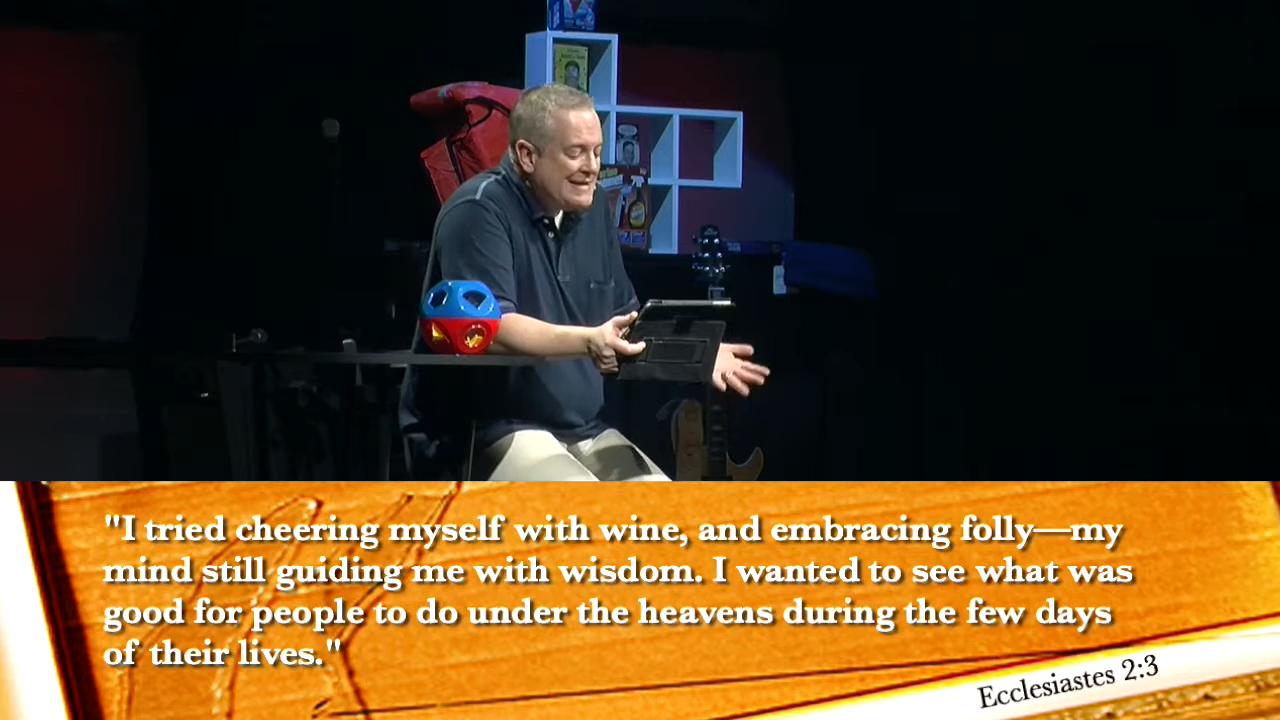 "I tried cheering myself with wine, and embracing folly—my
mind still guiding me with wisdom. I wanted to see what was
good for people to do under the heavens during the few days
of their lives."
Ecclesiastes 2:3